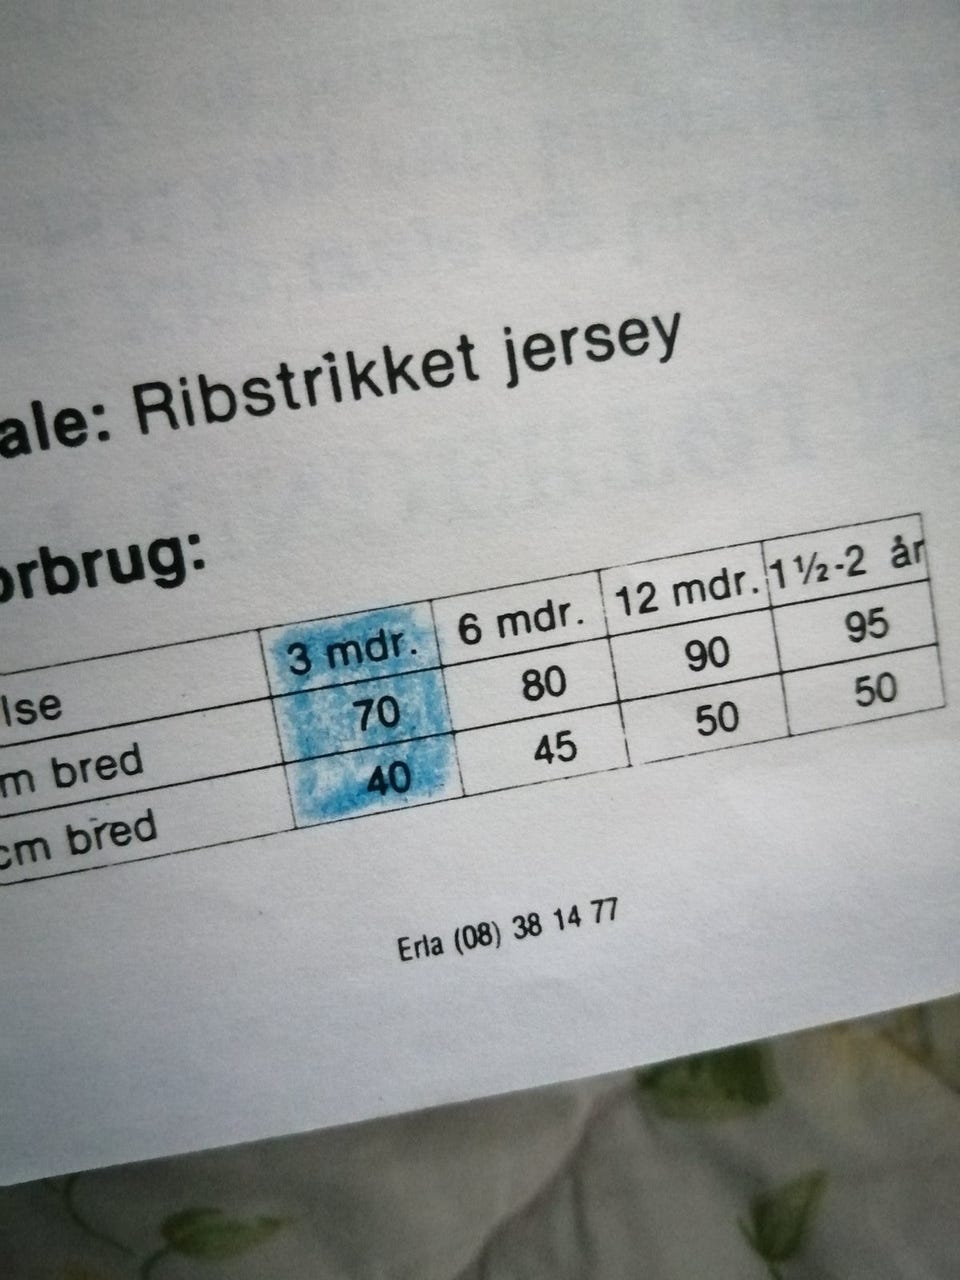 ale: Ribstrikket jersey
orbrug:
lse 3 mdr. 6 mdr. 12 mdr. 1½-2 år
m bred 70 80 90 95
cm bred 40 45 50 50
Erla (08) 38 14 77